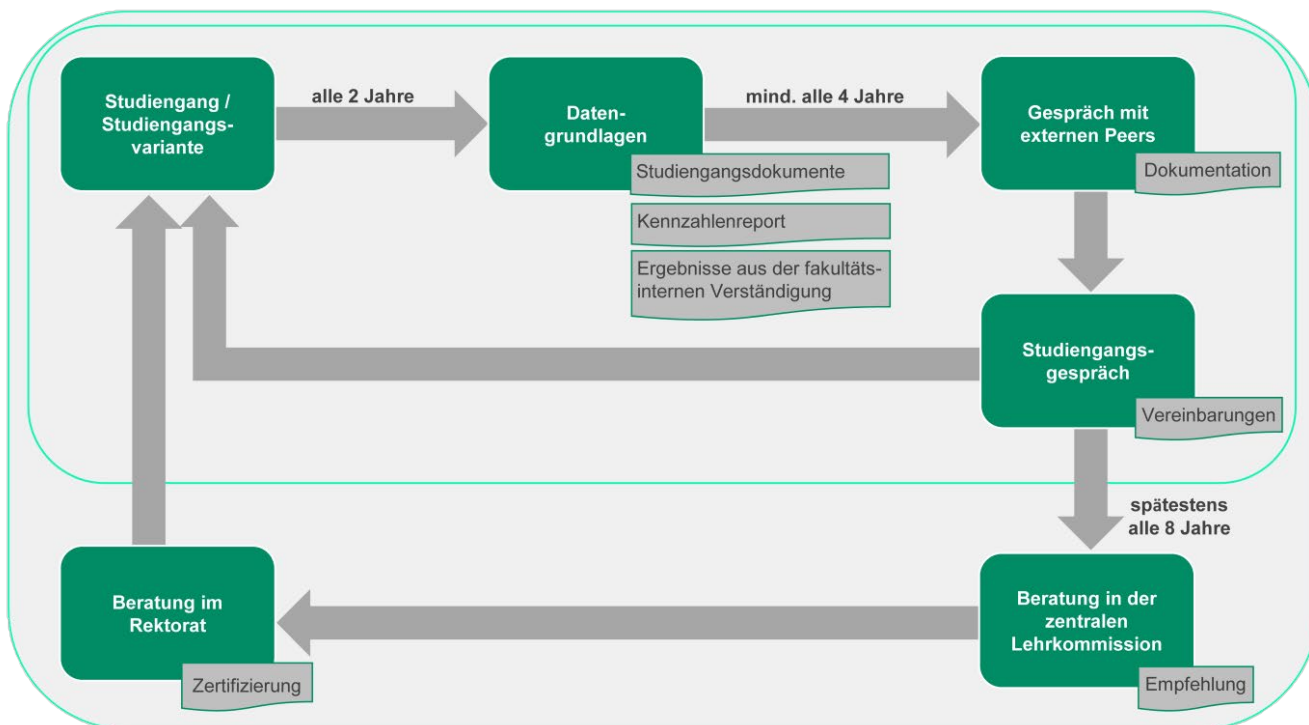 Studiengang /
Studiengangs-
variante
alle 2 Jahre
Daten-
grundlagen
Studiengangsdokumente
Kennzahlenreport
Ergebnisse aus der fakultäts-
internen Verständigung
mind. alle 4 Jahre
Gespräch mit
externen Peers
Dokumentation
Studiengangs-
gespräch
Vereinbarungen
spätestens
alle 8 Jahre
Beratung in der
zentralen
Lehrkommission
Empfehlung
Beratung im
Rektorat
Zertifizierung